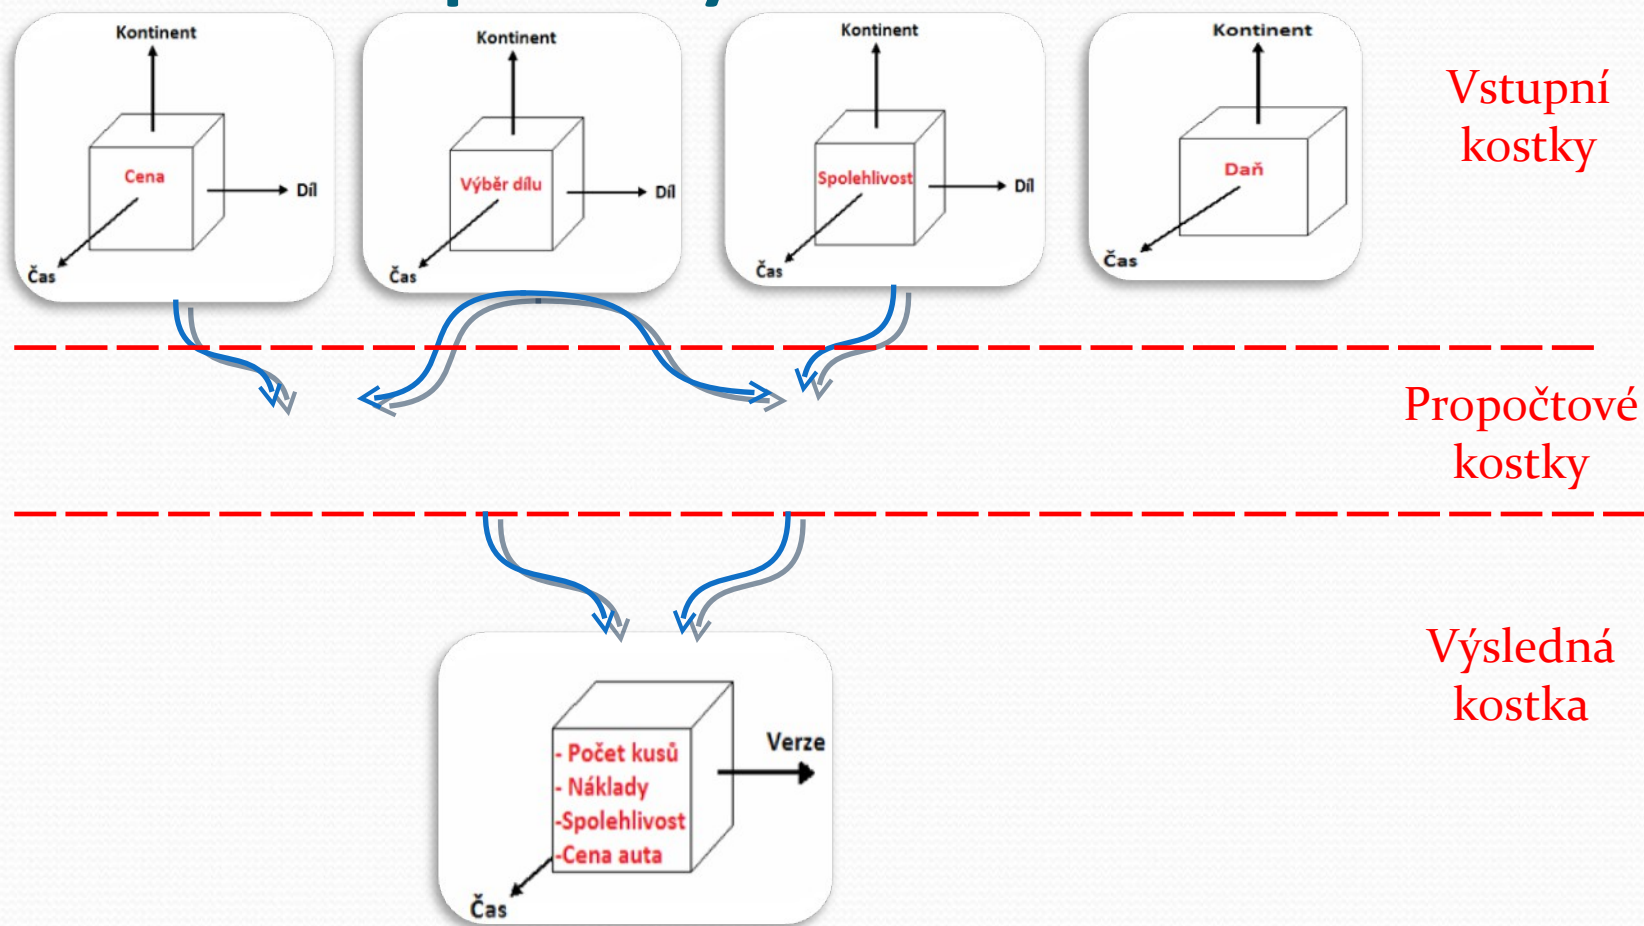 Kontinent
Cena
Díl
Čas
Kontinent
Výběr dílu
Díl
Čas
Kontinent
Spolehlivost
Díl
Čas
Kontinent
Daň
Čas
Vstupní
kostky
Propočtové
kostky
Verze
- Počet kusů
- Náklady
-Spolehlivost
-Cena auta
Čas
Výsledná
kostka